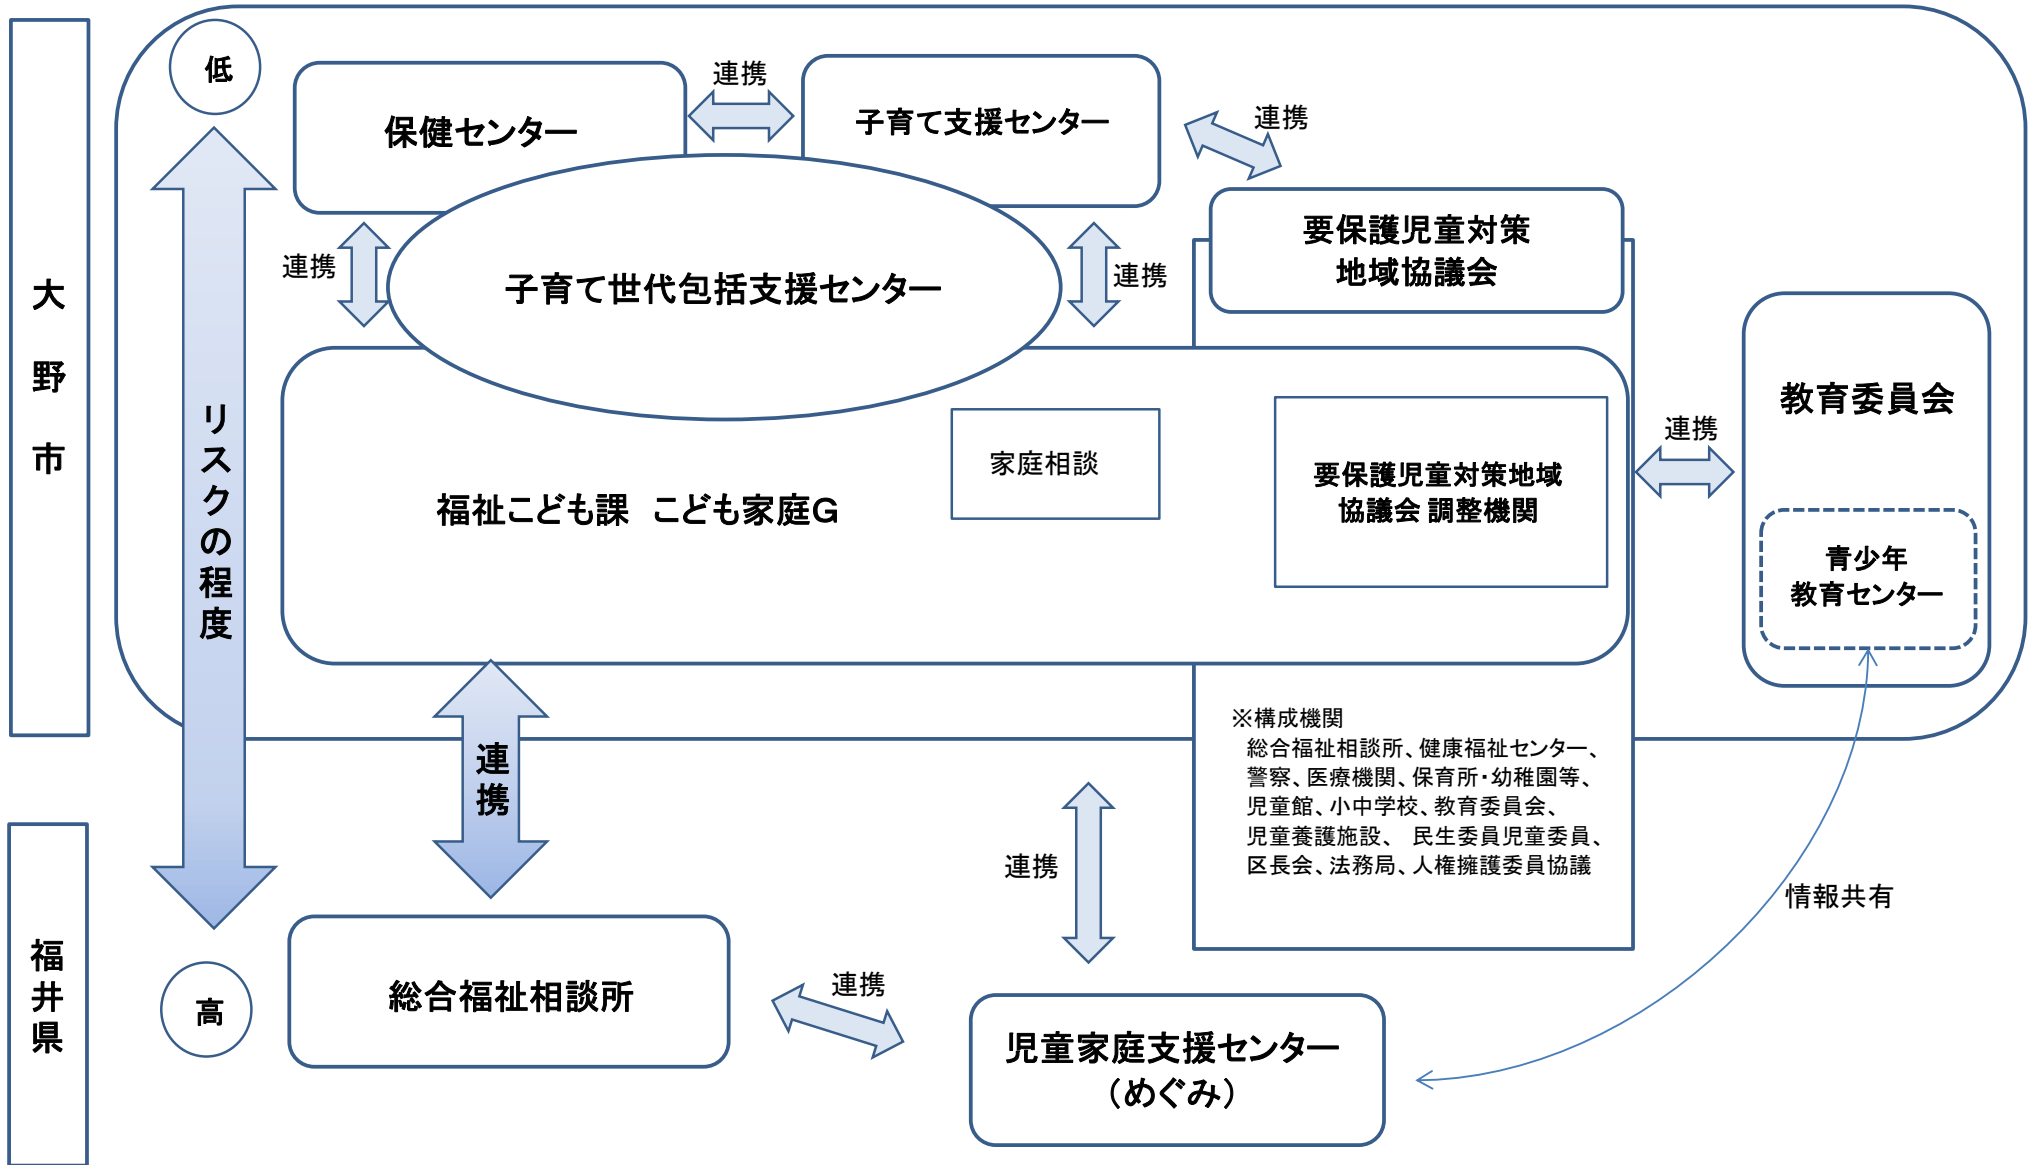 大野市
低
保健センター
連携
子育て支援センター
連携
要保護児童対策
地域協議会
連携
子育て世代包括支援センター
連携
リスクの程度
福祉こども課　こども家庭G
家庭相談
要保護児童対策地域
協議会 調整機関
連携
教育委員会
青少年
教育センター
連携
※構成機関
総合福祉相談所、健康福祉センター、
警察、医療機関、保育所・幼稚園等、
児童館、小中学校、教育委員会、
児童養護施設、 民生委員児童委員、
区長会、法務局、人権擁護委員協議
連携
情報共有
福井県
高
総合福祉相談所
連携
児童家庭支援センター
（めぐみ）